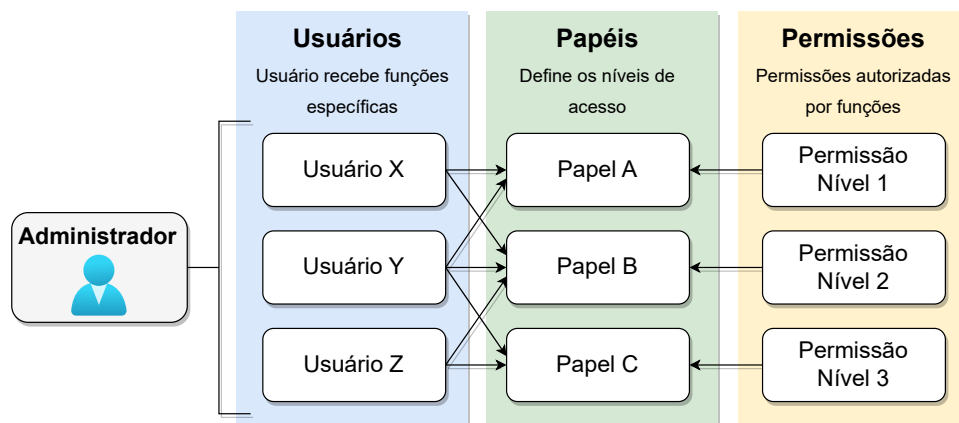 Usuários
Usuário recebe funções
específicas
Papéis
Define os níveis de
acesso
Permissões
Permissões autorizadas
por funções
Administrador
Usuário X
Papel A
Permissão
Nível 1
Usuário Y
Papel B
Permissão
Nível 2
Usuário Z
Papel C
Permissão
Nível 3